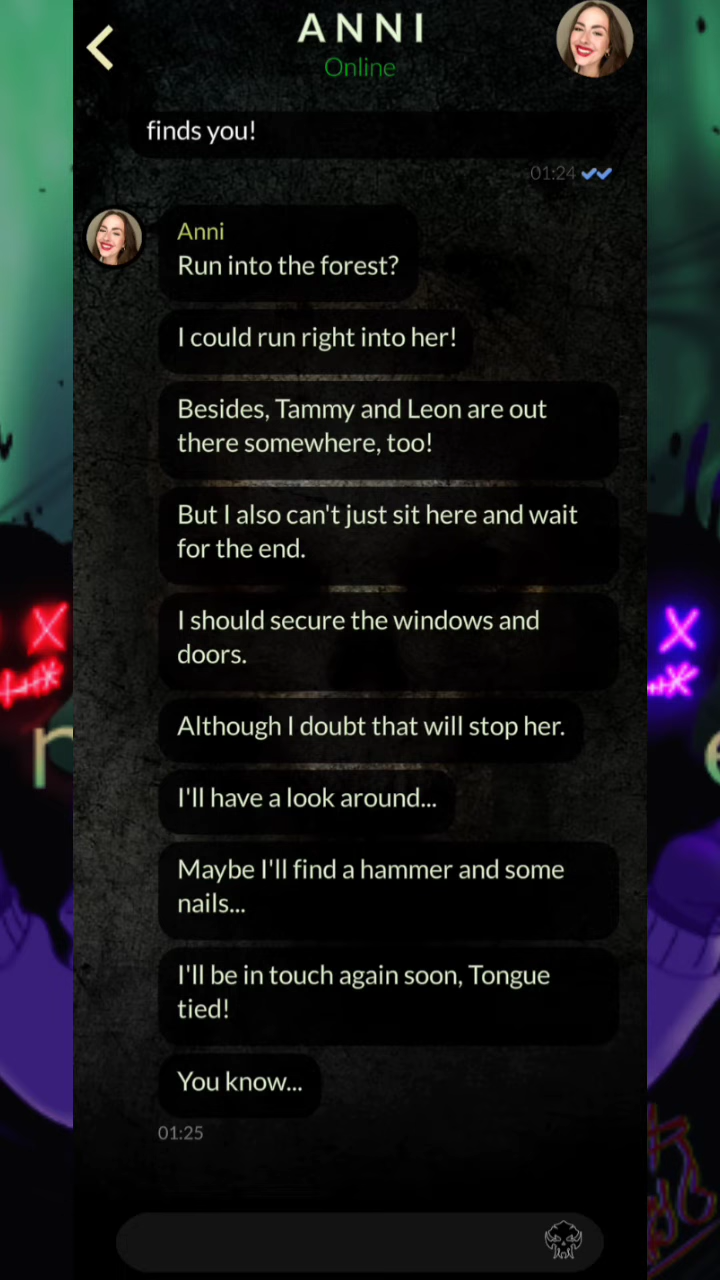 ANNI
Online
finds you!
01:24
Anni
Run into the forest?
I could run right into her!
Besides, Tammy and Leon are out
there somewhere, too!
But I also can't just sit here and wait
for the end.
I should secure the windows and
doors.
Although I doubt that will stop her.
I'll have a look around...
Maybe I'll find a hammer and some
nails...
I'll be in touch again soon, Tongue
tied!
You know...
01:25